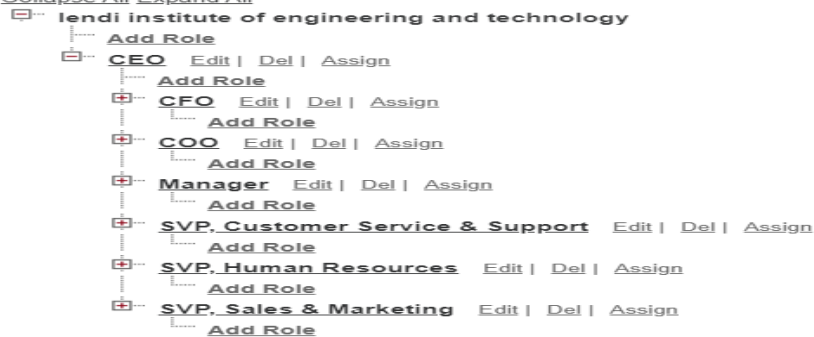 Collapse All Expand All
lendi institute of engineering and technology
Add Role
CEO Edit | Del | Assign
Add Role
CFO Edit | Del | Assign
Add Role
COO Edit | Del | Assign
Add Role
Manager Edit | Del | Assign
Add Role
SVP, Customer Service & Support Edit | Del | Assign
Add Role
SVP, Human Resources Edit | Del | Assign
Add Role
SVP, Sales & Marketing Edit | Del | Assign
Add Role